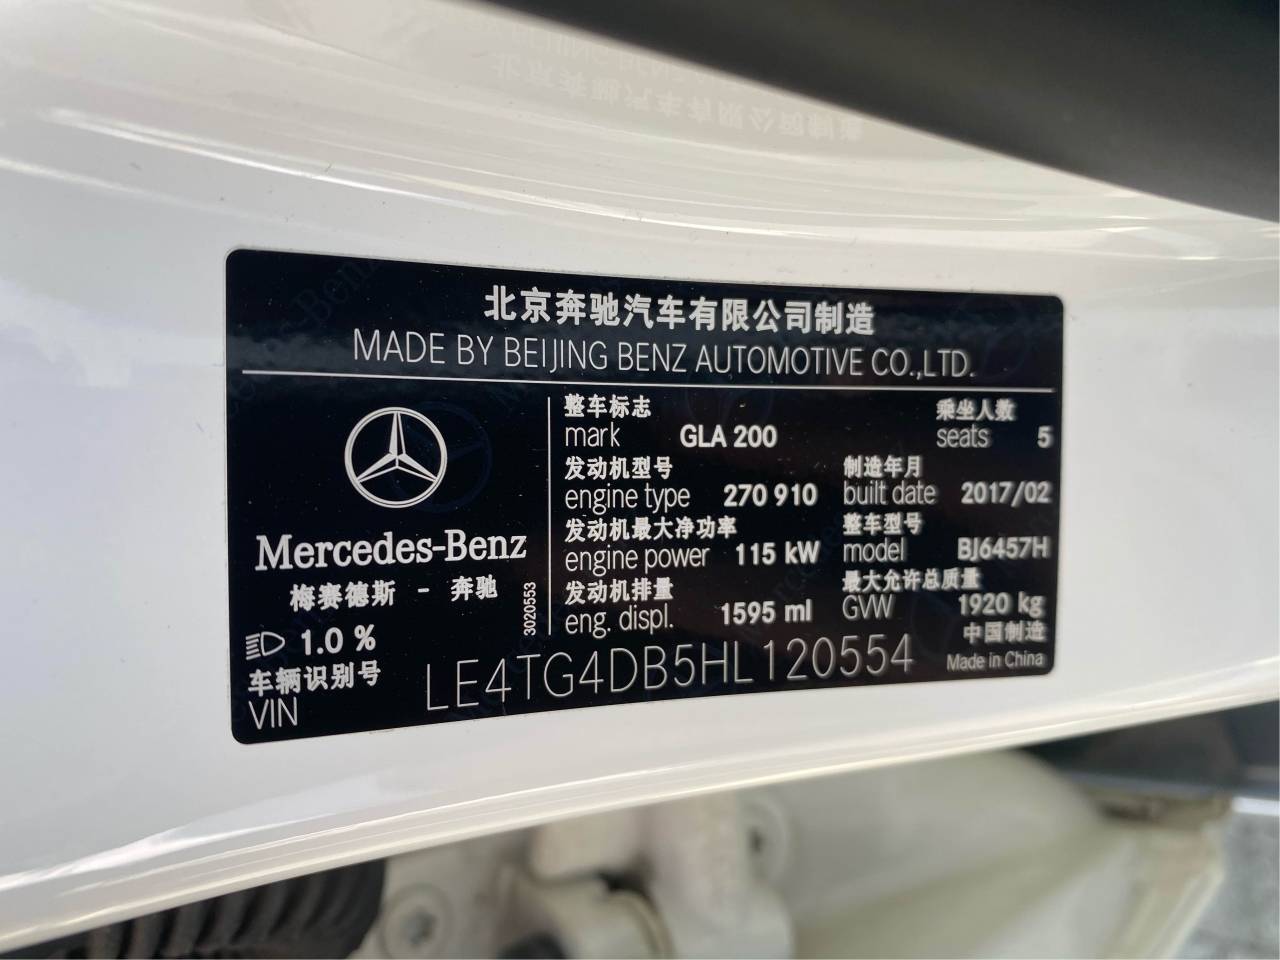 北京奔驰汽车有限公司制造
MADE BY BEIJING BENZ AUTOMOTIVE CO.,LTD.
整车标志 乘坐人数
mark GLA 200 seats 5
发动机型号 制造年月
engine type 270 910 built date 2017/02
发动机最大净功率 整车型号
engine power 115 kW model BJ6457H
发动机排量 最大允许总质量
eng. displ. 1595 ml GVW 1920 kg
Mercedes-Benz
梅赛德斯 - 奔驰
3020553
1.0 %
中国制造
Made in China
车辆识别号
VIN LE4TG4DB5HL120554